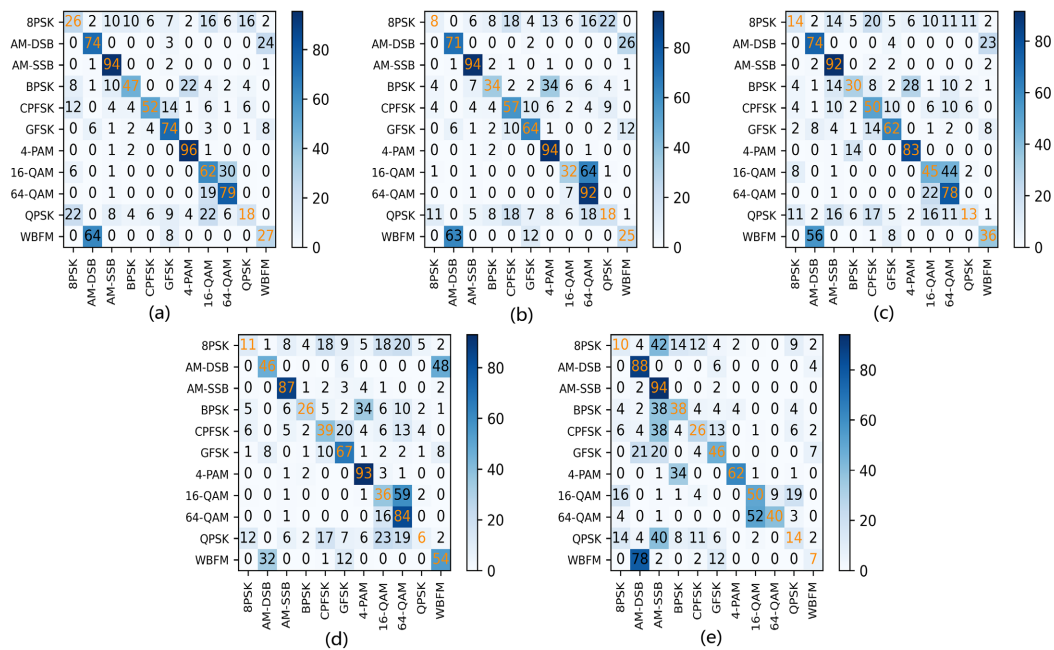 8PSK 26 2 10 10 2 7 2 16 6 16 2
AM-DSB 0 74 0 0 0 3 0 0 0 0 24
AM-SSB 0 1 94 0 0 1 1 0 0 0 1
BPSK 10 47 22 4 2 4
CPFSK 12 0 4 4 52 14 1 6 1 6 0
GFSK 0 6 1 2 4 74 0 3 0 1 8
4-PAM 0 0 1 2 0 0 96 1 0 0 0
16-QAM 6 0 1 0 0 0 0 62 30 0 0
64-QAM 0 0 0 0 0 0 0 19 79 0 0
QPSK 22 0 8 4 6 9 4 22 6 18 0
WBFM 0 64 0 0 0 8 0 0 0 0 27
80
60
40
20
0
8PSK AM-DSB AM-SSB BPSK CPFSK GFSK 4-PAM 16-QAM 64-QAM QPSK WBFM
(a)
8PSK 8 0 6 8 18 4 13 6 16 22 0
AM-DSB 0 71 0 0 0 2 0 0 0 0 26
AM-SSB 0 0 94 0 1 2 1 0 0 0 1
BPSK 4 0 7 34 2 2 34 6 6 4 1
CPFSK 4 0 4 4 57 10 6 4 2 9 0
GFSK 0 6 1 2 10 64 1 0 0 2 12
4-PAM 0 0 1 2 0 0 94 1 0 0 0
16-QAM 1 0 1 0 0 0 0 32 64 1 0
64-QAM 0 0 0 0 0 0 0 7 92 0 0
QPSK 11 0 5 8 18 7 8 6 18 18 1
WBFM 0 63 0 0 0 12 0 0 0 0 25
80
60
40
20
0
8PSK AM-DSB AM-SSB BPSK CPFSK GFSK 4-PAM 16-QAM 64-QAM QPSK WBFM
(b)
8PSK 14 2 14 5 20 4 6 10 11 11 2
AM-DSB 0 74 0 0 0 4 0 0 0 0 23
AM-SSB 0 0 92 0 2 2 1 0 0 0 2
BPSK 4 1 14 30 8 2 28 4 1 4 2
CPFSK 4 0 10 2 50 10 2 6 10 6 0
GFSK 2 8 4 1 14 62 0 1 2 0 8
4-PAM 0 0 1 14 0 0 83 0 1 0 0
16-QAM 8 0 1 0 0 0 0 45 44 0 0
64-QAM 0 0 0 0 0 0 0 22 78 0 0
QPSK 11 2 16 6 17 5 2 16 11 13 1
WBFM 0 56 0 0 1 8 0 0 0 0 36
80
60
40
20
0
8PSK AM-DSB AM-SSB BPSK CPFSK GFSK 4-PAM 16-QAM 64-QAM QPSK WBFM
(c)
8PSK 11 1 8 4 18 9 5 18 20 5 2
AM-DSB 0 46 0 0 0 6 0 0 0 0 48
AM-SSB 0 0 87 1 2 3 4 1 0 0 2
BPSK 5 0 6 26 5 2 34 6 10 2 1
CPFSK 6 0 5 2 39 20 4 6 13 4 0
GFSK 1 8 1 0 10 67 1 1 2 1 8
4-PAM 0 0 1 2 0 0 93 3 1 0 0
16-QAM 0 0 1 0 0 0 1 36 59 2 0
64-QAM 0 0 1 0 0 0 0 16 84 0 0
QPSK 12 0 6 2 17 7 6 23 19 6 2
WBFM 0 32 0 0 1 12 0 0 0 0 54
80
60
40
20
0
8PSK AM-DSB AM-SSB BPSK CPFSK GFSK 4-PAM 16-QAM 64-QAM QPSK WBFM
(d)
8PSK 10 4 42 14 12 4 2 0 0 9 2
AM-DSB 0 88 0 0 0 6 0 0 0 0 4
AM-SSB 0 2 94 0 0 1 0 0 0 0 2
BPSK 4 2 38 38 4 4 4 0 0 4 2
CPFSK 6 4 38 4 26 13 0 1 0 6 2
GFSK 0 21 20 0 4 46 0 0 0 0 7
4-PAM 0 0 1 34 0 0 62 1 0 1 0
16-QAM 16 0 1 1 4 0 0 50 9 19 0
64-QAM 4 0 1 0 0 0 0 52 40 3 0
QPSK 14 4 40 8 11 6 0 2 0 14 2
WBFM 0 78 2 0 2 12 0 0 0 0 7
80
60
40
20
0
8PSK AM-DSB AM-SSB BPSK CPFSK GFSK 4-PAM 16-QAM 64-QAM QPSK WBFM
(e)